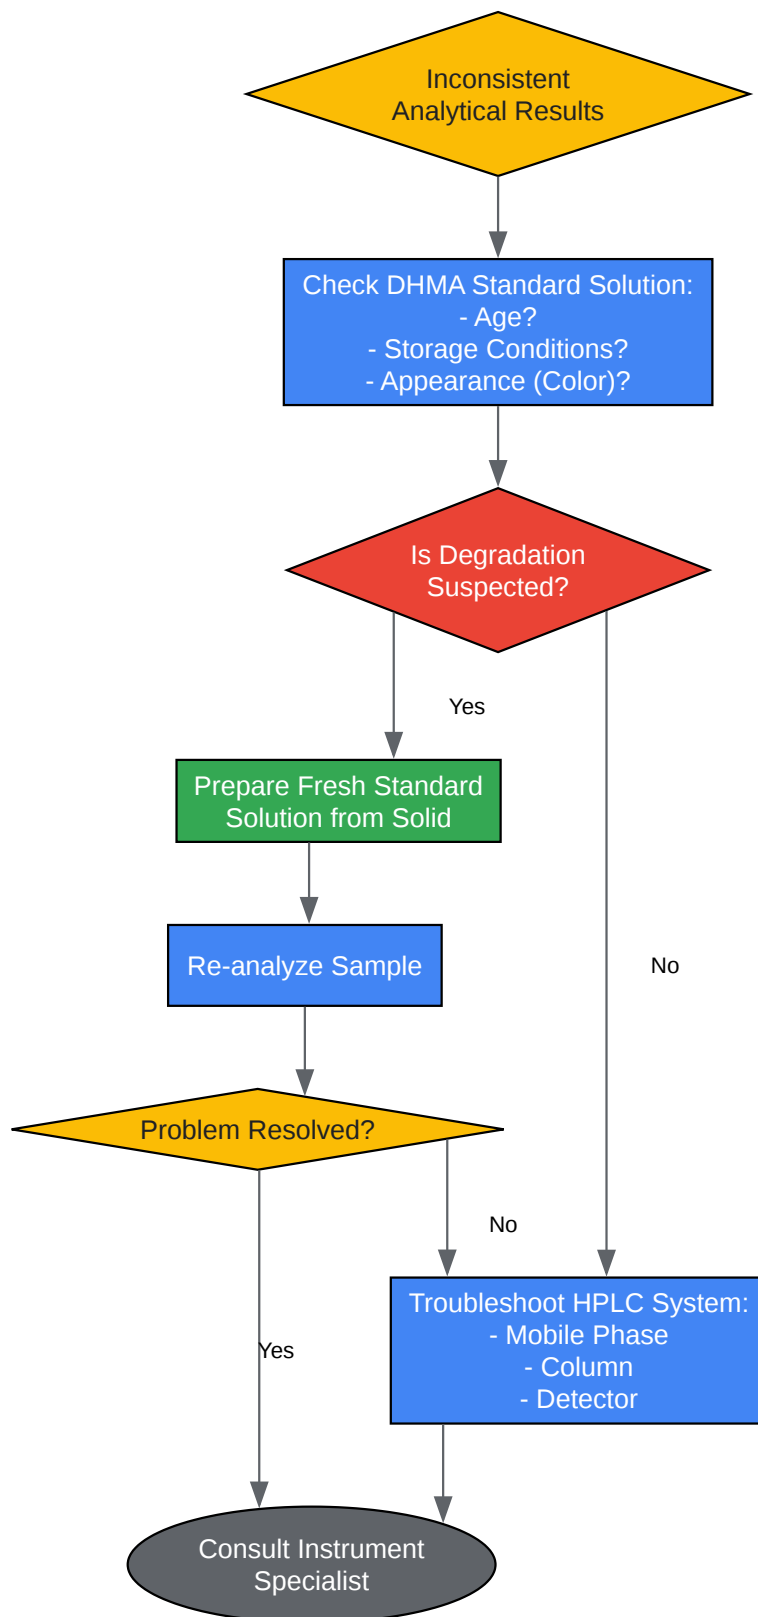 Inconsistent
Analytical Results
Check DHMA Standard Solution:
- Age?
- Storage Conditions?
- Appearance (Color)?
Is Degradation
Suspected?
Yes
Prepare Fresh Standard
Solution from Solid
Re-analyze Sample
No
Problem Resolved?
No
Troubleshoot HPLC System:
- Mobile Phase
- Column
- Detector
Yes
Consult Instrument
Specialist